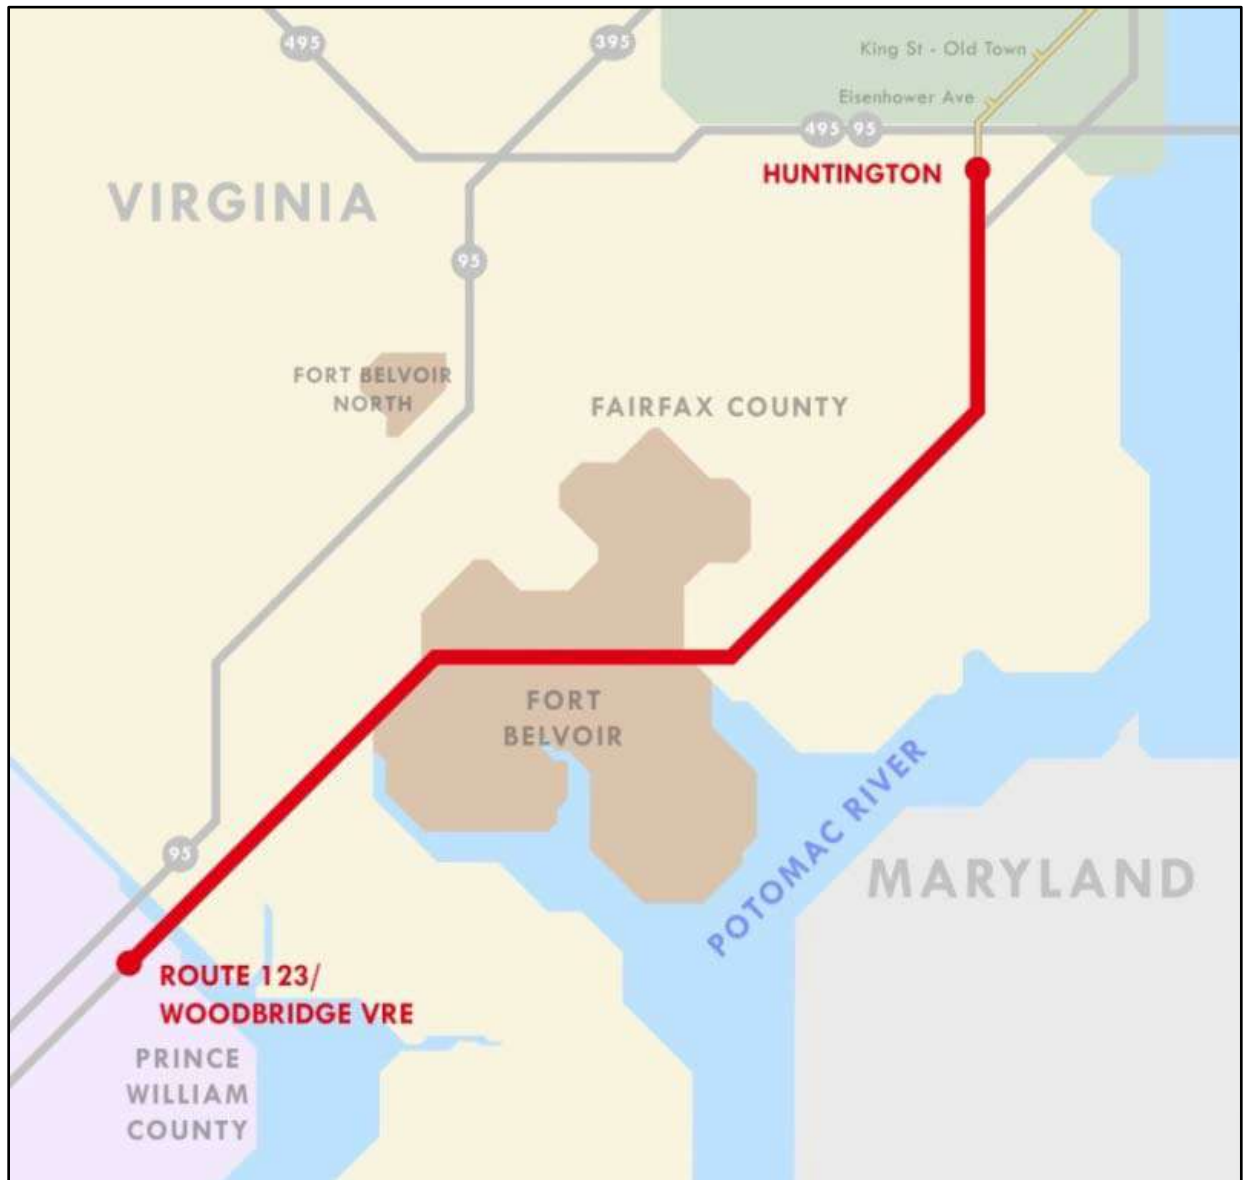 495
395
King St - Old Town
Eisenhower Ave
495
95
HUNTINGTON
VIRGINIA
95
FORT BELVOIR
NORTH
FAIRFAX COUNTY
FORT
BELVOIR
POTOMAC RIVER
95
MARYLAND
ROUTE 123/
WOODBRIDGE VRE
PRINCE
WILLIAM
COUNTY